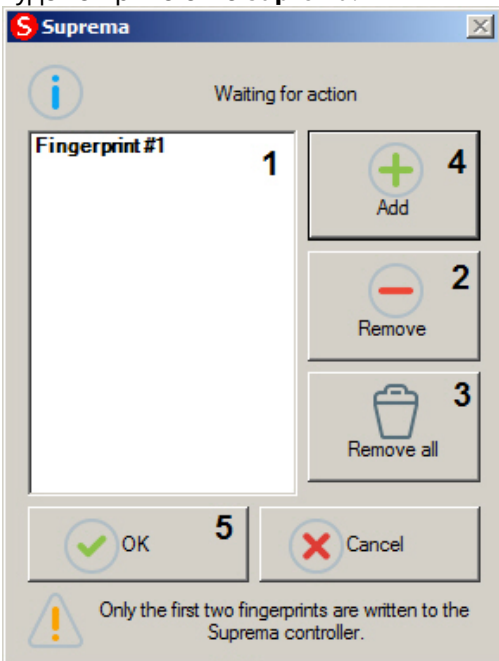 S Suprema
Waiting for action
Fingerprint #1
1
4
Add
2
Remove
3
Remove all
OK
5
Cancel
Only the first two fingerprints are written to the
Suprema controller.